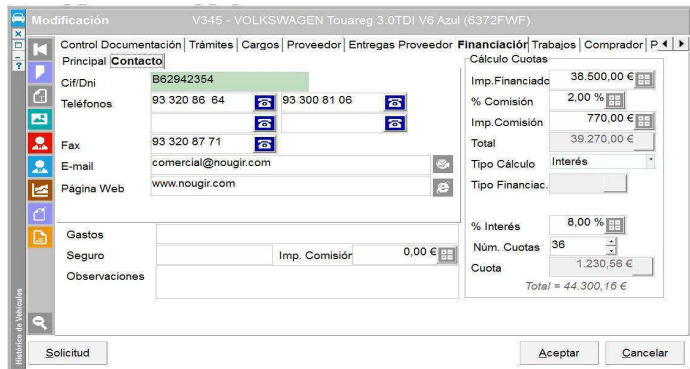 Modificación V345 - VOLKSWAGEN Touareg 3.0TDI V6 Azul (6372FWF)
Control Documentación Trámites Cargos Proveedor Entregas Proveedor Financiación Trabajos Comprador P
Principal Contacto
Cif/Dni B62942354
Teléfonos 93 320 86 64 93 300 81 06
Fax 93 320 87 71
E-mail comercial@nougir.com
Página Web www.nougir.com
Gastos
Seguro Imp. Comisión 0,00 €
Observaciones
Cálculo Cuotas
Imp.Financiado 38.500,00 €
% Comisión 2,00 %
Imp.Comisión 770,00 €
Total 39.270,00 €
Tipo Cálculo Interés
Tipo Financiac.
% Interés 8,00 %
Núm. Cuotas 36
Cuota 1.230,56 €
Total = 44.300,16 €
Histórico de Vehículos
Solicitud Aceptar Cancelar